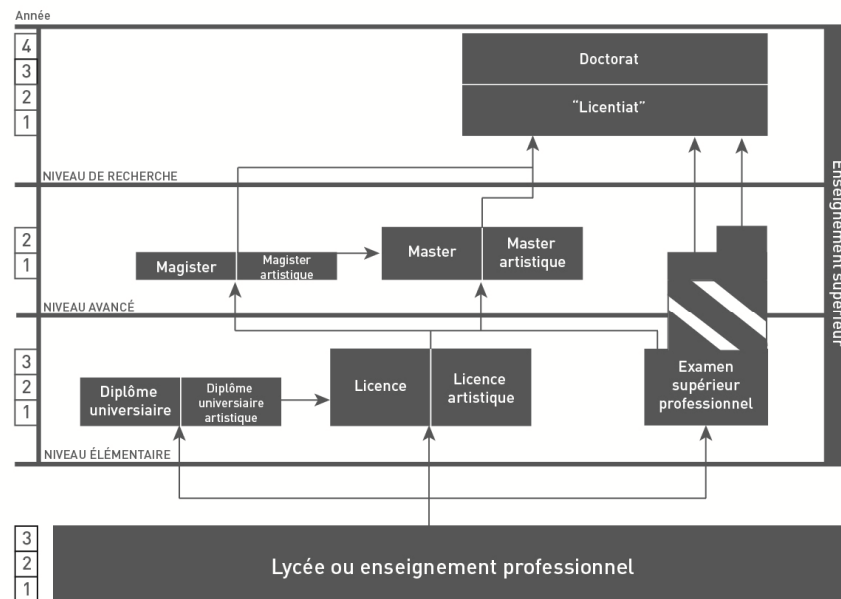 Année
4
3
2
1
Doctorat
"Licentiat"
NIVEAU DE RECHERCHE
2
1
Magister
Magister
artistique
Master
Master
artistique
NIVEAU AVANCÉ
3
2
1
Diplôme
universiaire
Diplôme
universiaire
artistique
Licence
Licence
artistique
Examen
supérieur
professionnel
NIVEAU ÉLÉMENTAIRE
Enseignement supérieur
3
2
1
Lycée ou enseignement professionnel